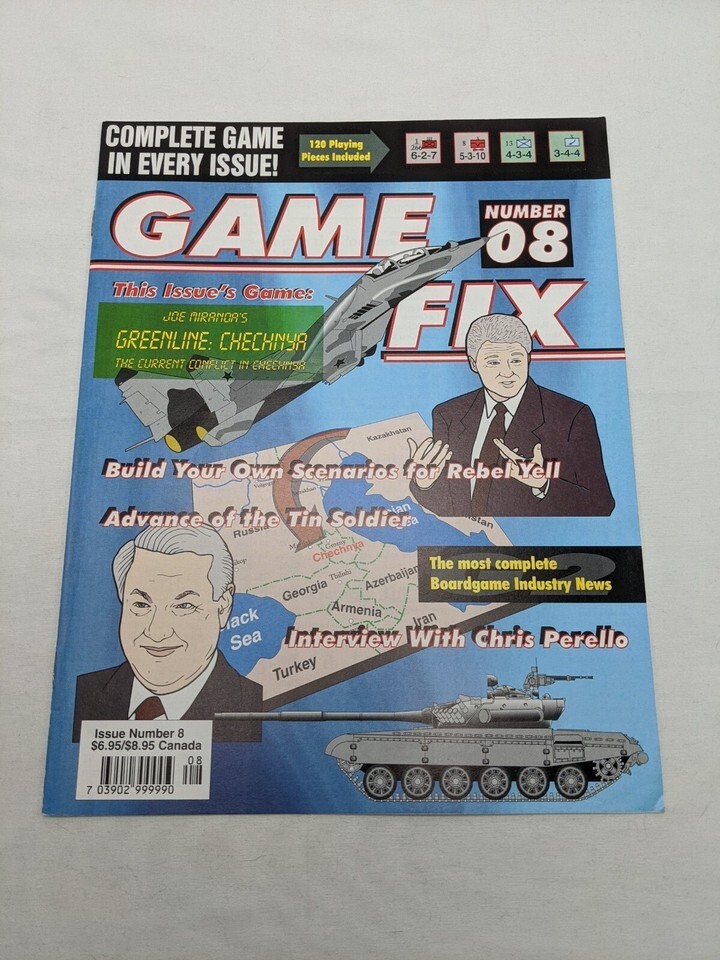 COMPLETE GAME
IN EVERY ISSUE!
120 Playing
Pieces Included
6-2-7
8
5-3-10
13
4-3-4
3-4-4
GAME
FIX
NUMBER
08
This Issue's Game:
JOE MIRANDA'S
GREENLINE: CHECHNYA
THE CURRENT CONFLICT IN CHECHNYA
Kazakhstan
Build Your Own Scenarios for Rebel Yell
Advance of the Tin Soldier
Russia
Chechnya
Georgia
Tbilisi
Azerbaijan
Armenia
Iran
Sea
Turkey
The most complete
Boardgame Industry News
Interview With Chris Perello
Issue Number 8
$6.95/$8.95 Canada
08
7 03902 999990